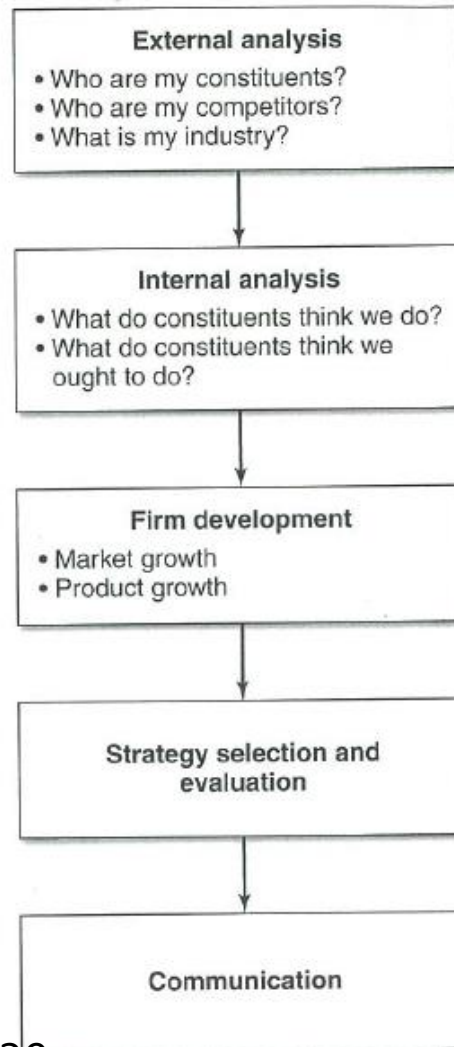 External analysis
• Who are my constituents?
• Who are my competitors?
• What is my industry?
Internal analysis
• What do constituents think we do?
• What do constituents think we
ought to do?
Firm development
• Market growth
• Product growth
Strategy selection and
evaluation
Communication